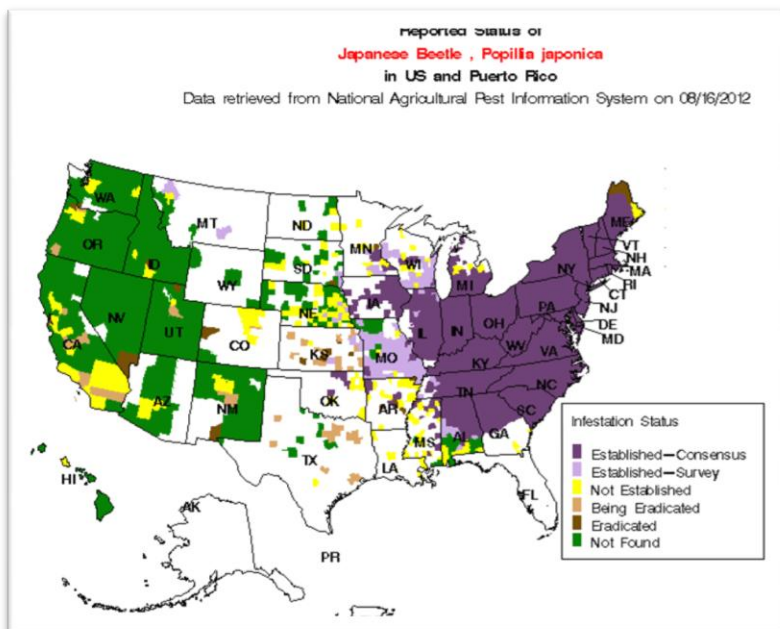 Reported Status of
Japanese Beetle , Popillia japonica
in US and Puerto Rico
Data retrieved from National Agricultural Pest Information System on 08/16/2012
WA
MT
ND
MN
ME
OR
ID
SD
WI
VT
NH
WY
MI
NY
MA
RI
CT
NE
IA
PA
NJ
NV
UT
IL
IN
OH
DE
MD
CA
CO
KS
MO
WV
VA
KY
NC
AZ
NM
OK
AR
TN
SC
MS
AL
GA
TX
LA
HI
FL
AK
PR
Infestation Status
Established-Consensus
Established-Survey
Not Established
Being Eradicated
Eradicated
Not Found